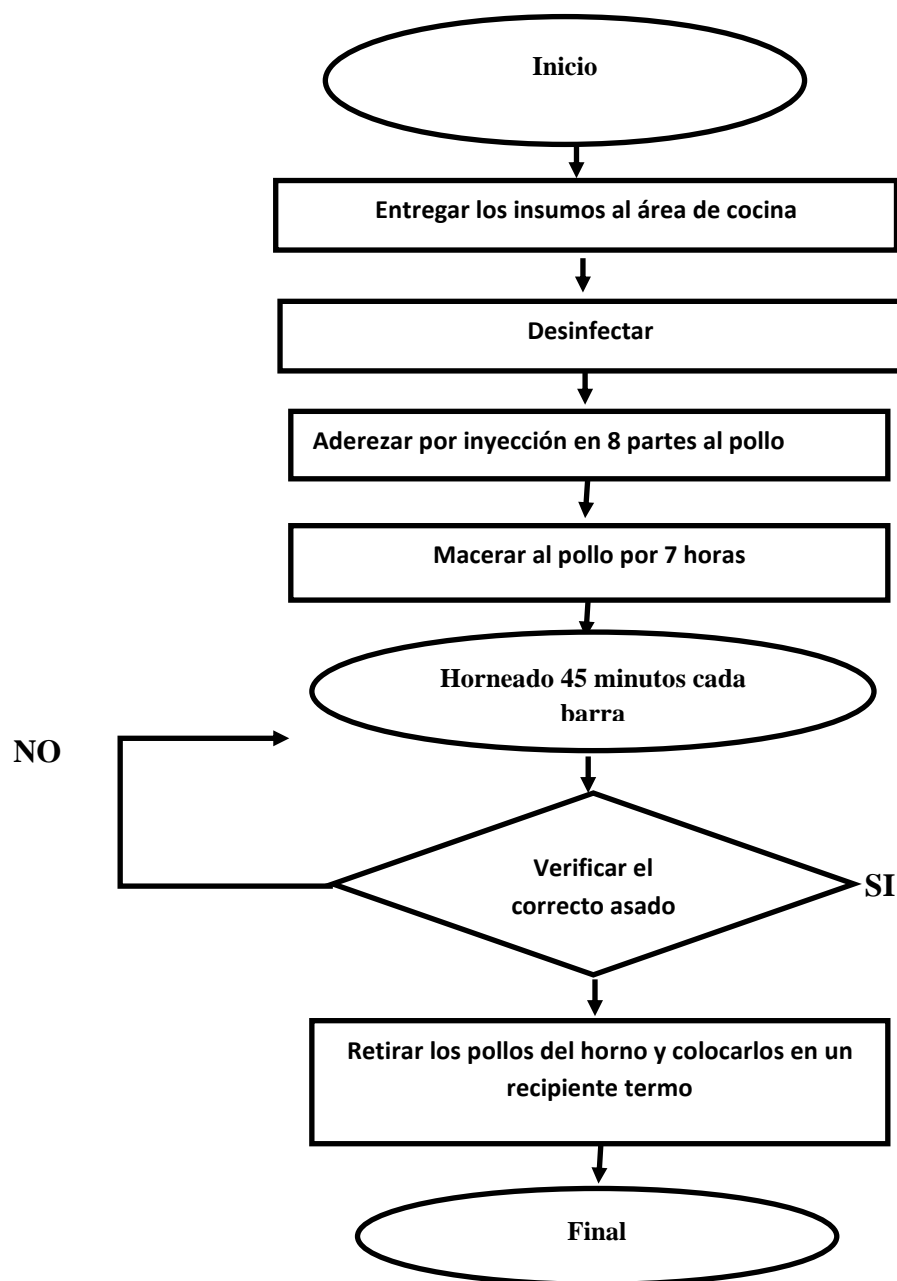 Inicio
Entregar los insumos al área de cocina
Desinfectar
Aderezar por inyección en 8 partes al pollo
Macerar al pollo por 7 horas
Horneado 45 minutos cada
barra
NO
Verificar el
correcto asado
SI
Retirar los pollos del horno y colocarlos en un
recipiente termo
Final